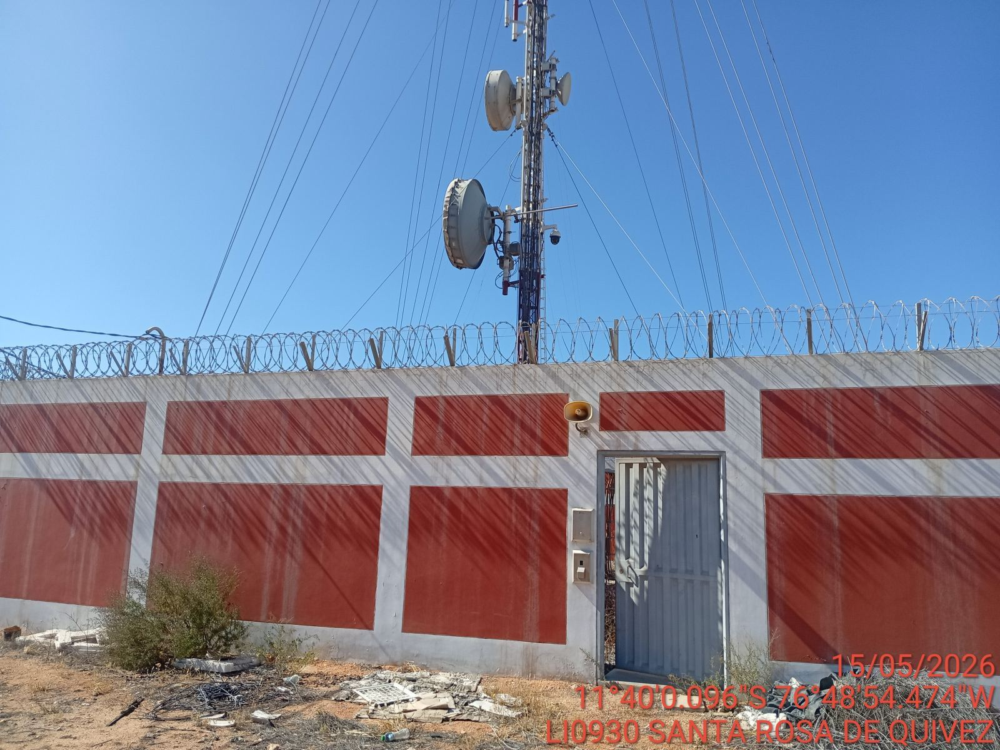 15/05/2026
11°40'0.096"S 76°48'54.474"W
LI0930 SANTA ROSA DE QUIVEZ